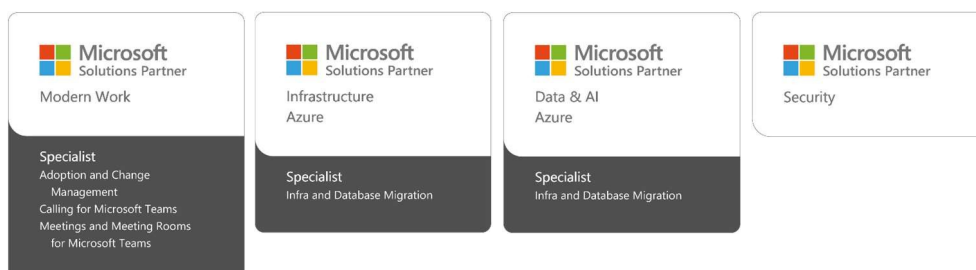 Microsoft
Solutions Partner
Modern Work
Specialist
Adoption and Change
Management
Calling for Microsoft Teams
Meetings and Meeting Rooms
for Microsoft Teams
Microsoft
Solutions Partner
Infrastructure
Azure
Specialist
Infra and Database Migration
Microsoft
Solutions Partner
Data & AI
Azure
Specialist
Infra and Database Migration
Microsoft
Solutions Partner
Security